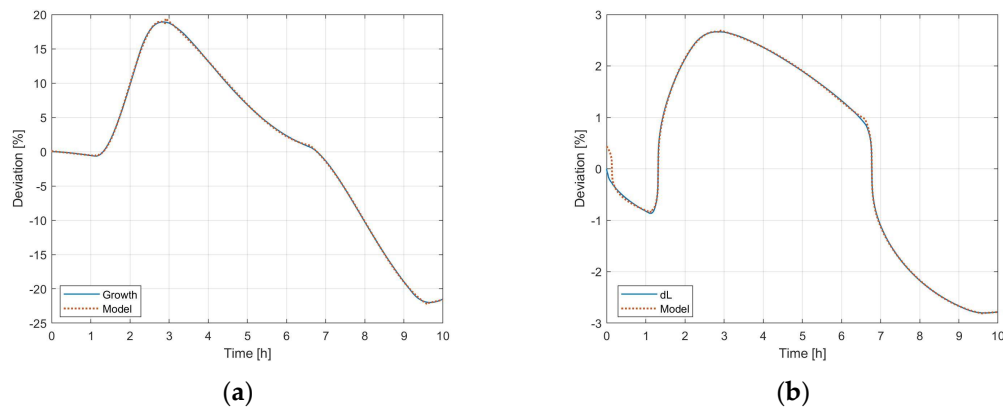 20
15
10
5
0
-5
-10
-15
-20
-25
Deviation [%]
Growth
Model
0 1 2 3 4 5 6 7 8 9 10
Time [h]
(a)
3
2
1
0
-1
-2
-3
Deviation [%]
dL
Model
0 1 2 3 4 5 6 7 8 9 10
Time [h]
(b)